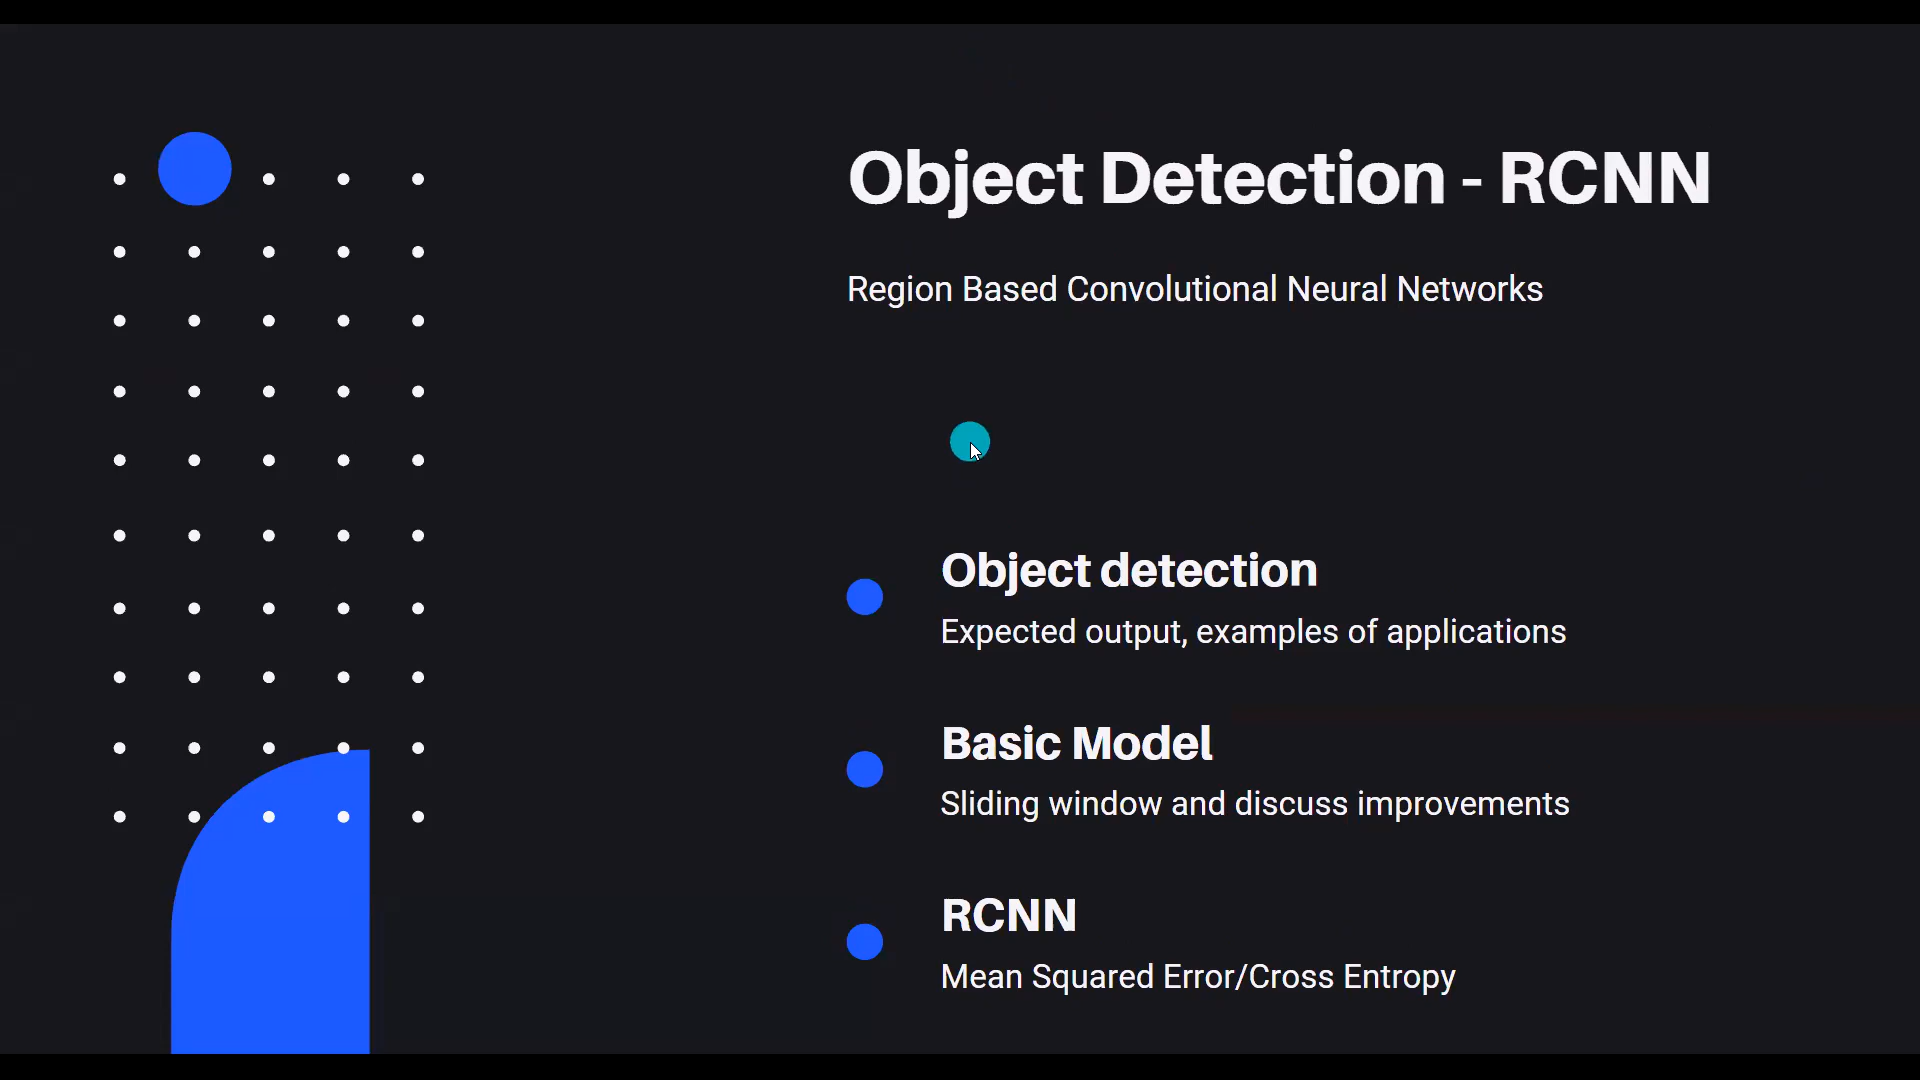 Object Detection - RCNN
Region Based Convolutional Neural Networks
Object detection
Expected output, examples of applications
Basic Model
Sliding window and discuss improvements
RCNN
Mean Squared Error/Cross Entropy